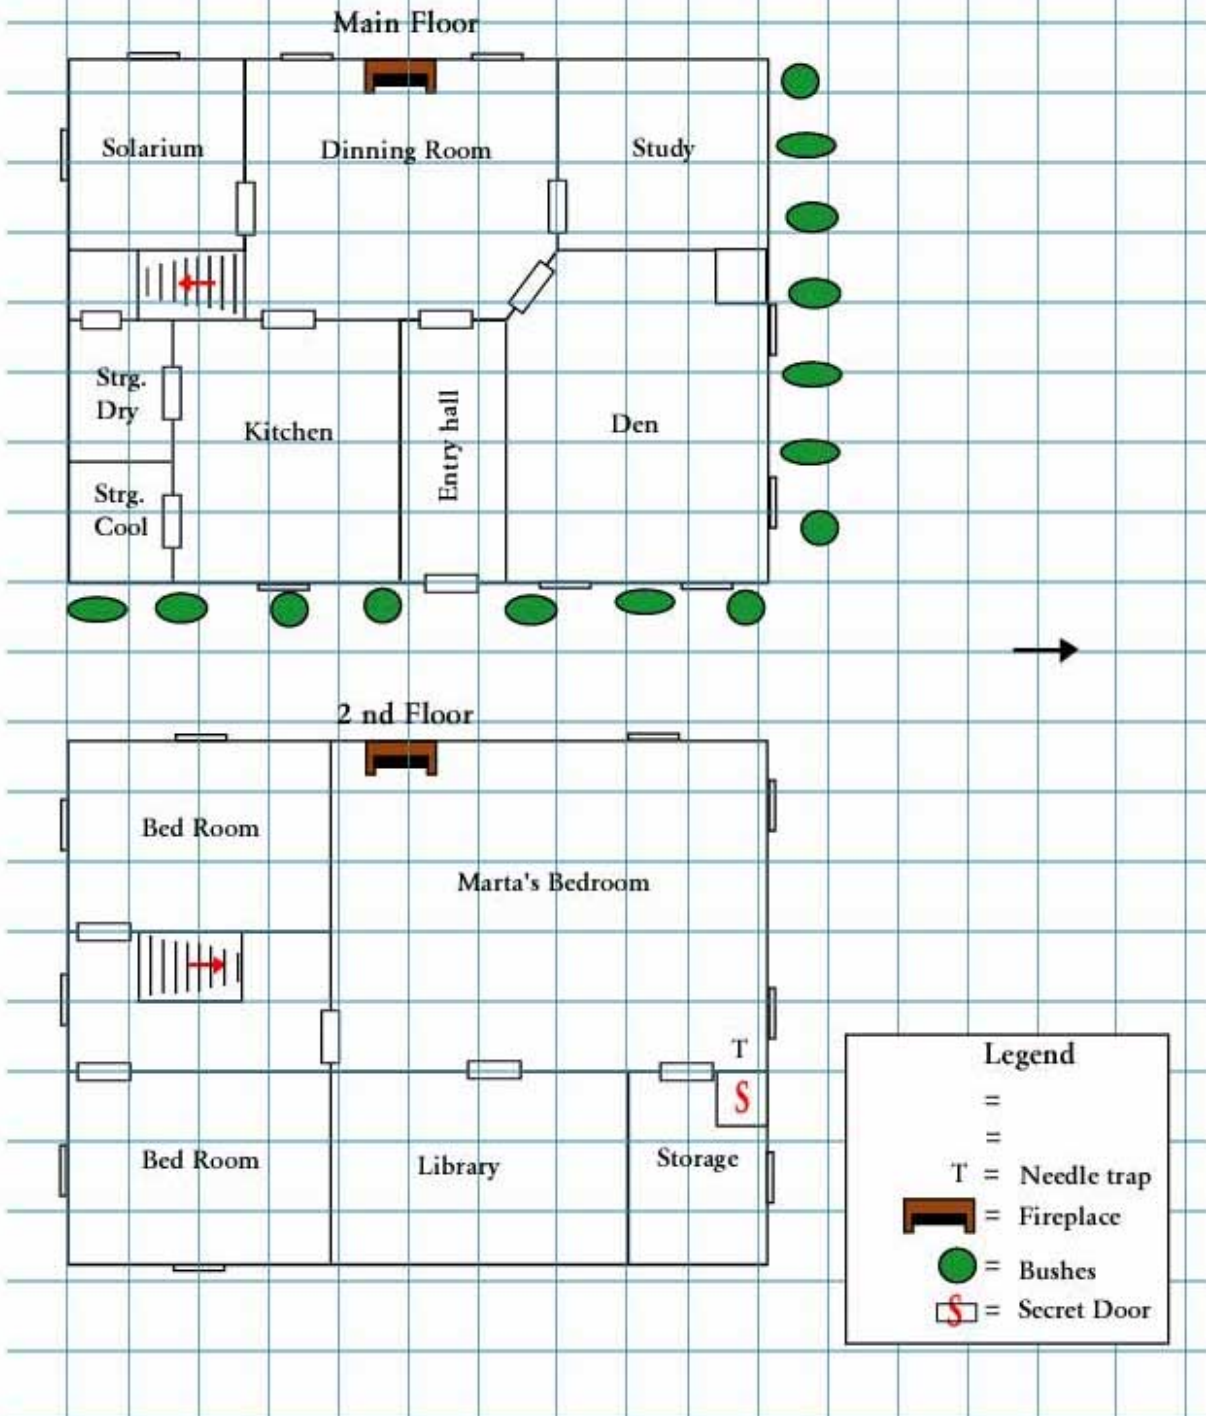 Main Floor
Solarium
Dinning Room
Study
Strg.
Dry
Kitchen
Entry hall
Den
Strg.
Cool
2 nd Floor
Bed Room
Marta's Bedroom
T
S
Bed Room
Library
Storage
Legend
=
=
T = Needle trap
= Fireplace
= Bushes
S = Secret Door